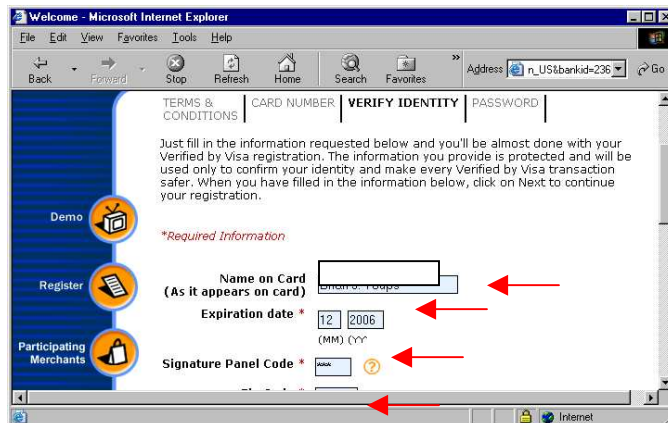 Welcome - Microsoft Internet Explorer
File Edit View Favorites Tools Help
Back Forward Stop Refresh Home Search Favorites » Address n_US&bankid=236 Go
TERMS & CONDITIONS CARD NUMBER VERIFY IDENTITY PASSWORD
Just fill in the information requested below and you'll be almost done with your
Verified by Visa registration. The information you provide is protected and will be
used only to confirm your identity and make every Verified by Visa transaction
safer. When you have filled in the information below, click on Next to continue
your registration.
Demo
*Required Information
Register
Name on Card
(As it appears on card)
Expiration date * 12 2006
(MM) (YY
Participating
Merchants
Signature Panel Code * *** ?
Internet